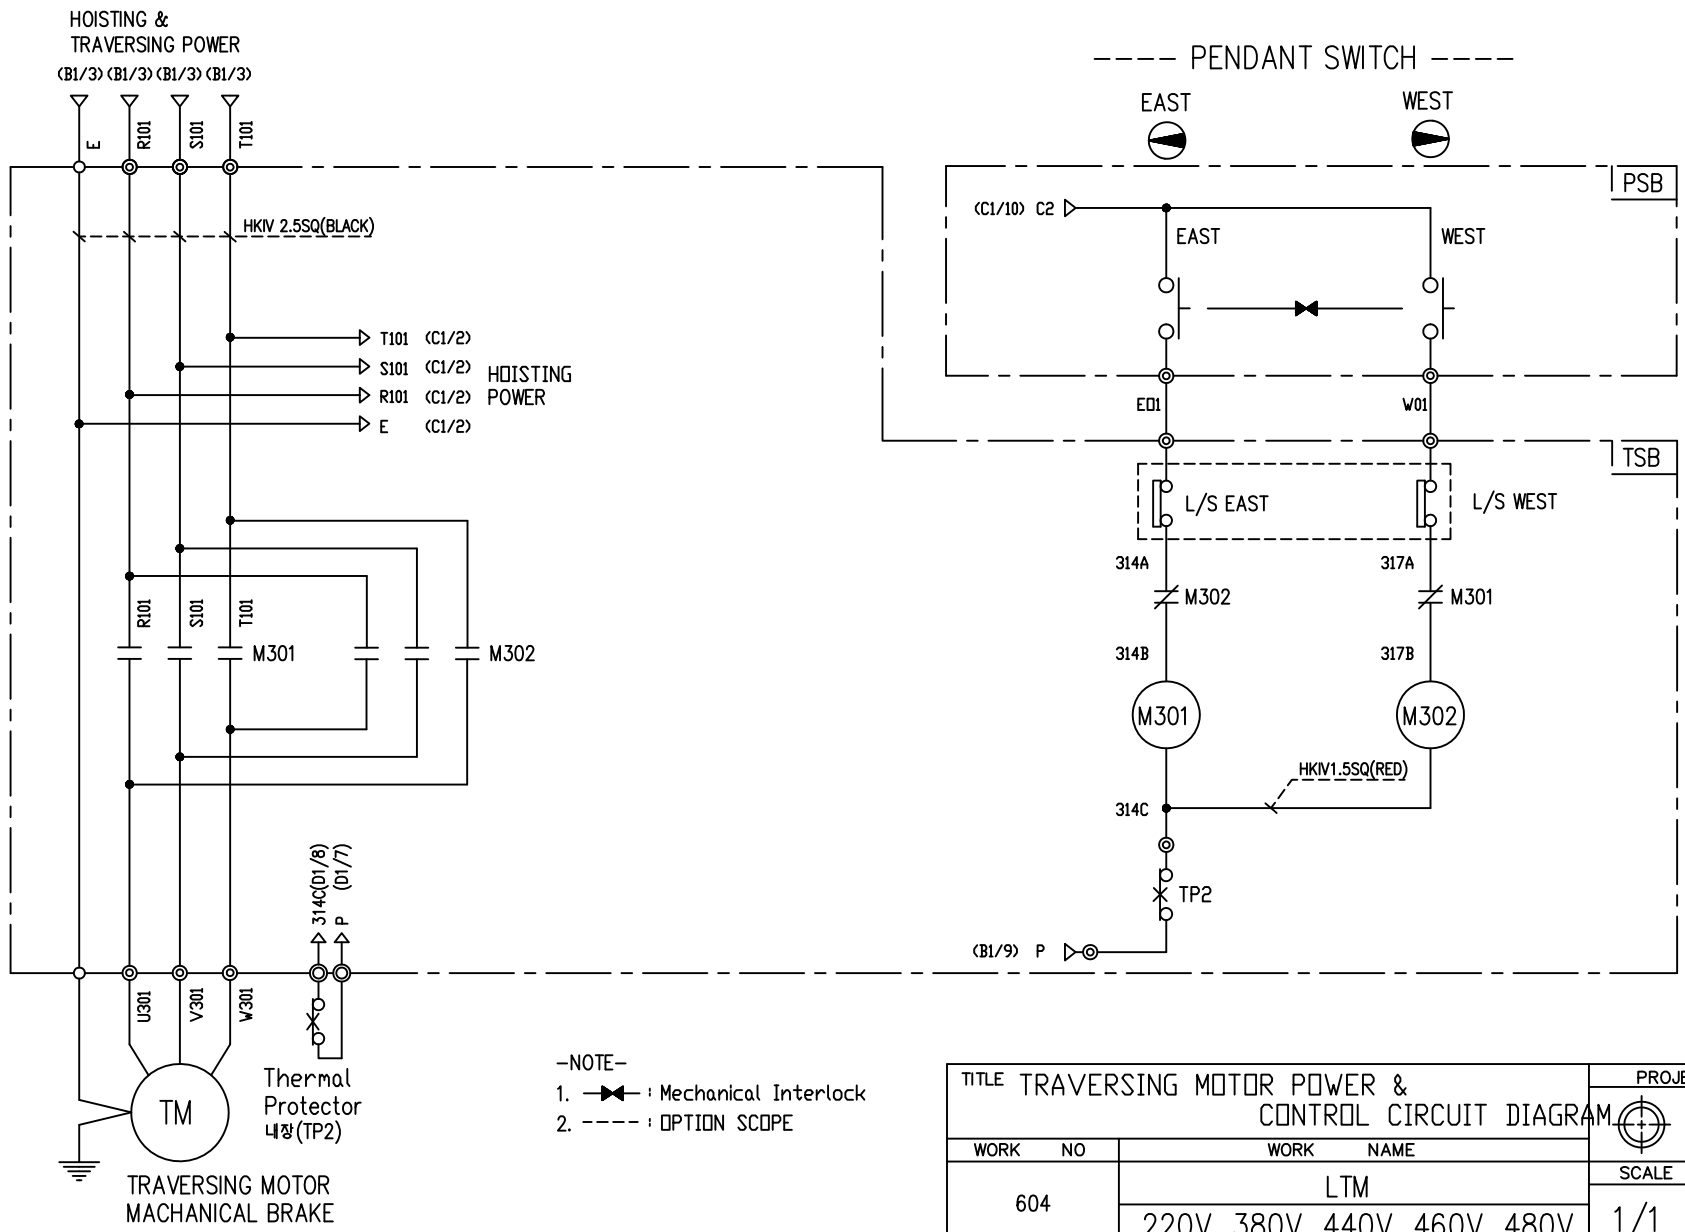 HOISTING &
TRAVERSING POWER
(B1/3) (B1/3) (B1/3) (B1/3)
E
R101
S101
T101
HKIV 2.5SQ(BLACK)
T101 (C1/2)
S101 (C1/2)
R101 (C1/2)
E (C1/2)
HOISTING
POWER
R101
S101
T101
M301
M302
314C(D1/8)
P (D1/7)
U301
V301
W301
TM
Thermal
Protector
내장(TP2)
TRAVERSING MOTOR
MACHANICAL BRAKE
---- PENDANT SWITCH ----
EAST
WEST
PSB
(C1/10) C2
EAST
WEST
E01
W01
TSB
L/S EAST
L/S WEST
314A
317A
M302
M301
314B
317B
M301
M302
HKIV1.5SQ(RED)
314C
TP2
(B1/9) P
-NOTE-
1. : Mechanical Interlock
2. ---- : OPTION SCOPE
TITLE TRAVERSING MOTOR POWER &
CONTROL CIRCUIT DIAGRAM
PROJE
WORK NO
WORK NAME
SCALE
604
LTM
1/1
220V 380V 440V 460V 480V